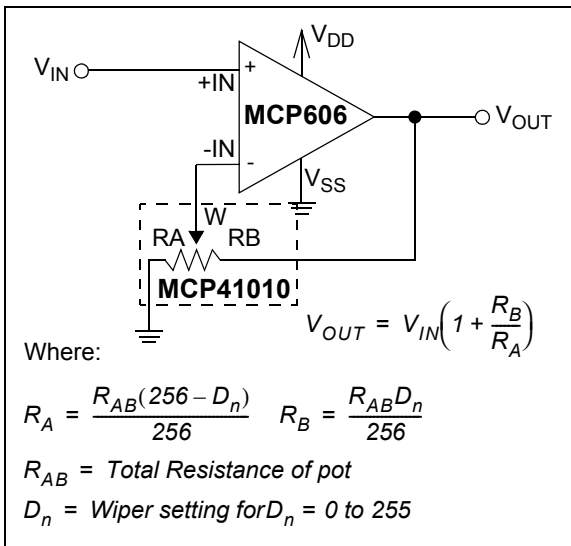 V_DD
V_IN
+
+IN
MCP606
V_OUT
-IN
-
V_SS
W
RA RB
MCP41010
V_OUT = V_IN(1 + R_B/R_A)
Where:
R_A = R_AB(256 – D_n)/256 R_B = R_AB D_n/256
R_AB = Total Resistance of pot
D_n = Wiper setting forD_n = 0 to 255